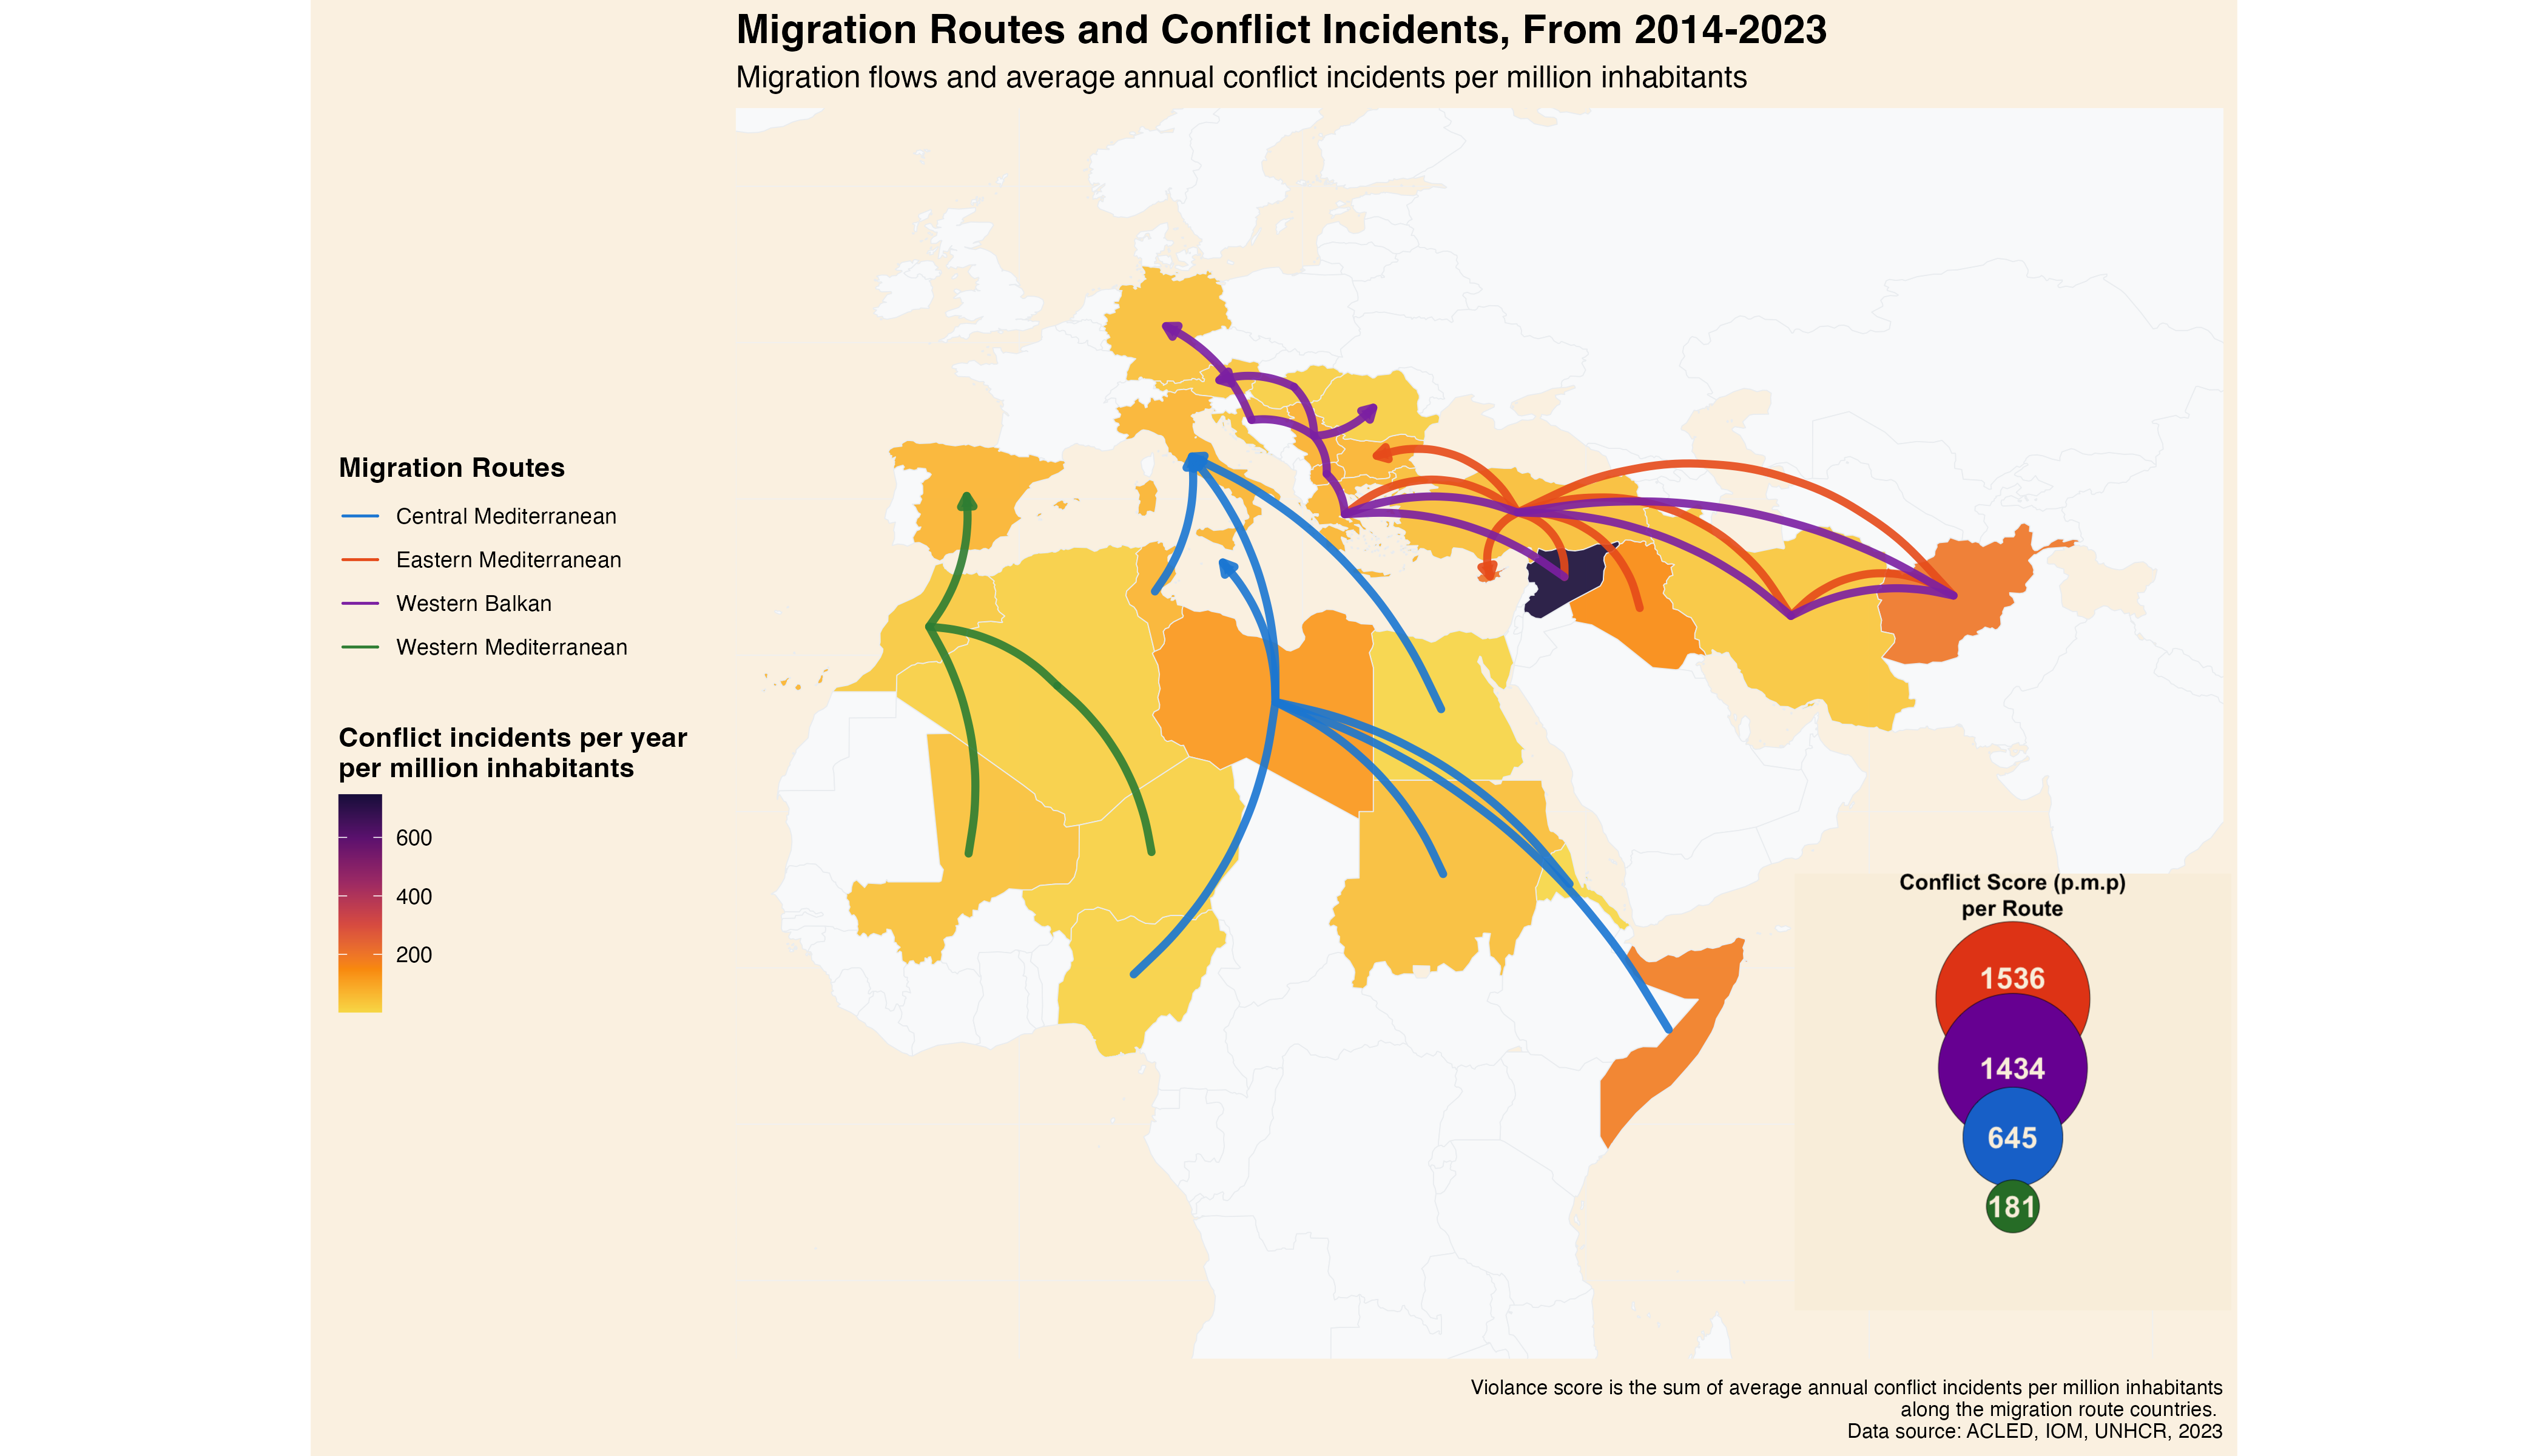 Migration Routes and Conflict Incidents, From 2014-2023
Migration flows and average annual conflict incidents per million inhabitants
Migration Routes
Central Mediterranean
Eastern Mediterranean
Western Balkan
Western Mediterranean
Conflict incidents per year
per million inhabitants
600
400
200
Conflict Score (p.m.p)
per Route
1536
1434
645
181
Violance score is the sum of average annual conflict incidents per million inhabitants
along the migration route countries.
Data source: ACLED, IOM, UNHCR, 2023